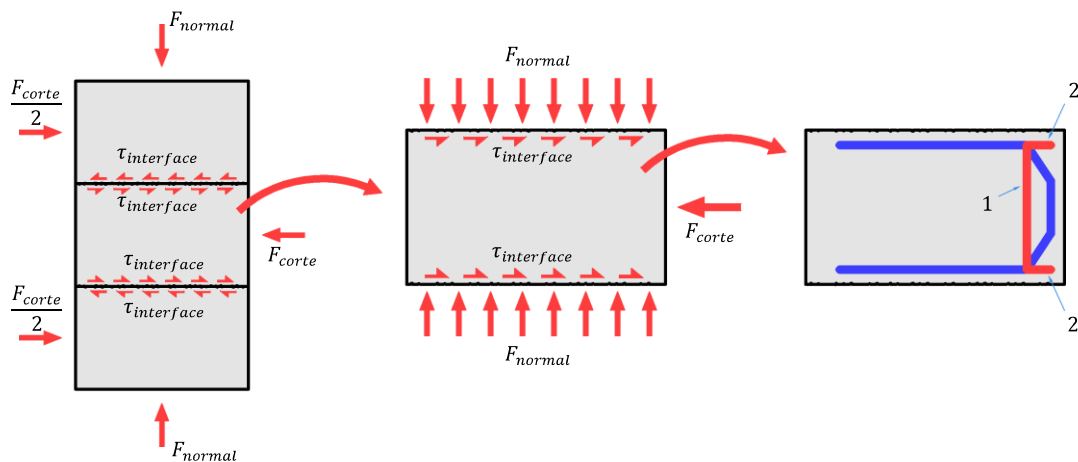 F_normal
F_corte
2
τ_interface
τ_interface
F_corte
τ_interface
τ_interface
F_corte
2
F_normal
F_normal
τ_interface
F_corte
τ_interface
F_normal
2
1
2